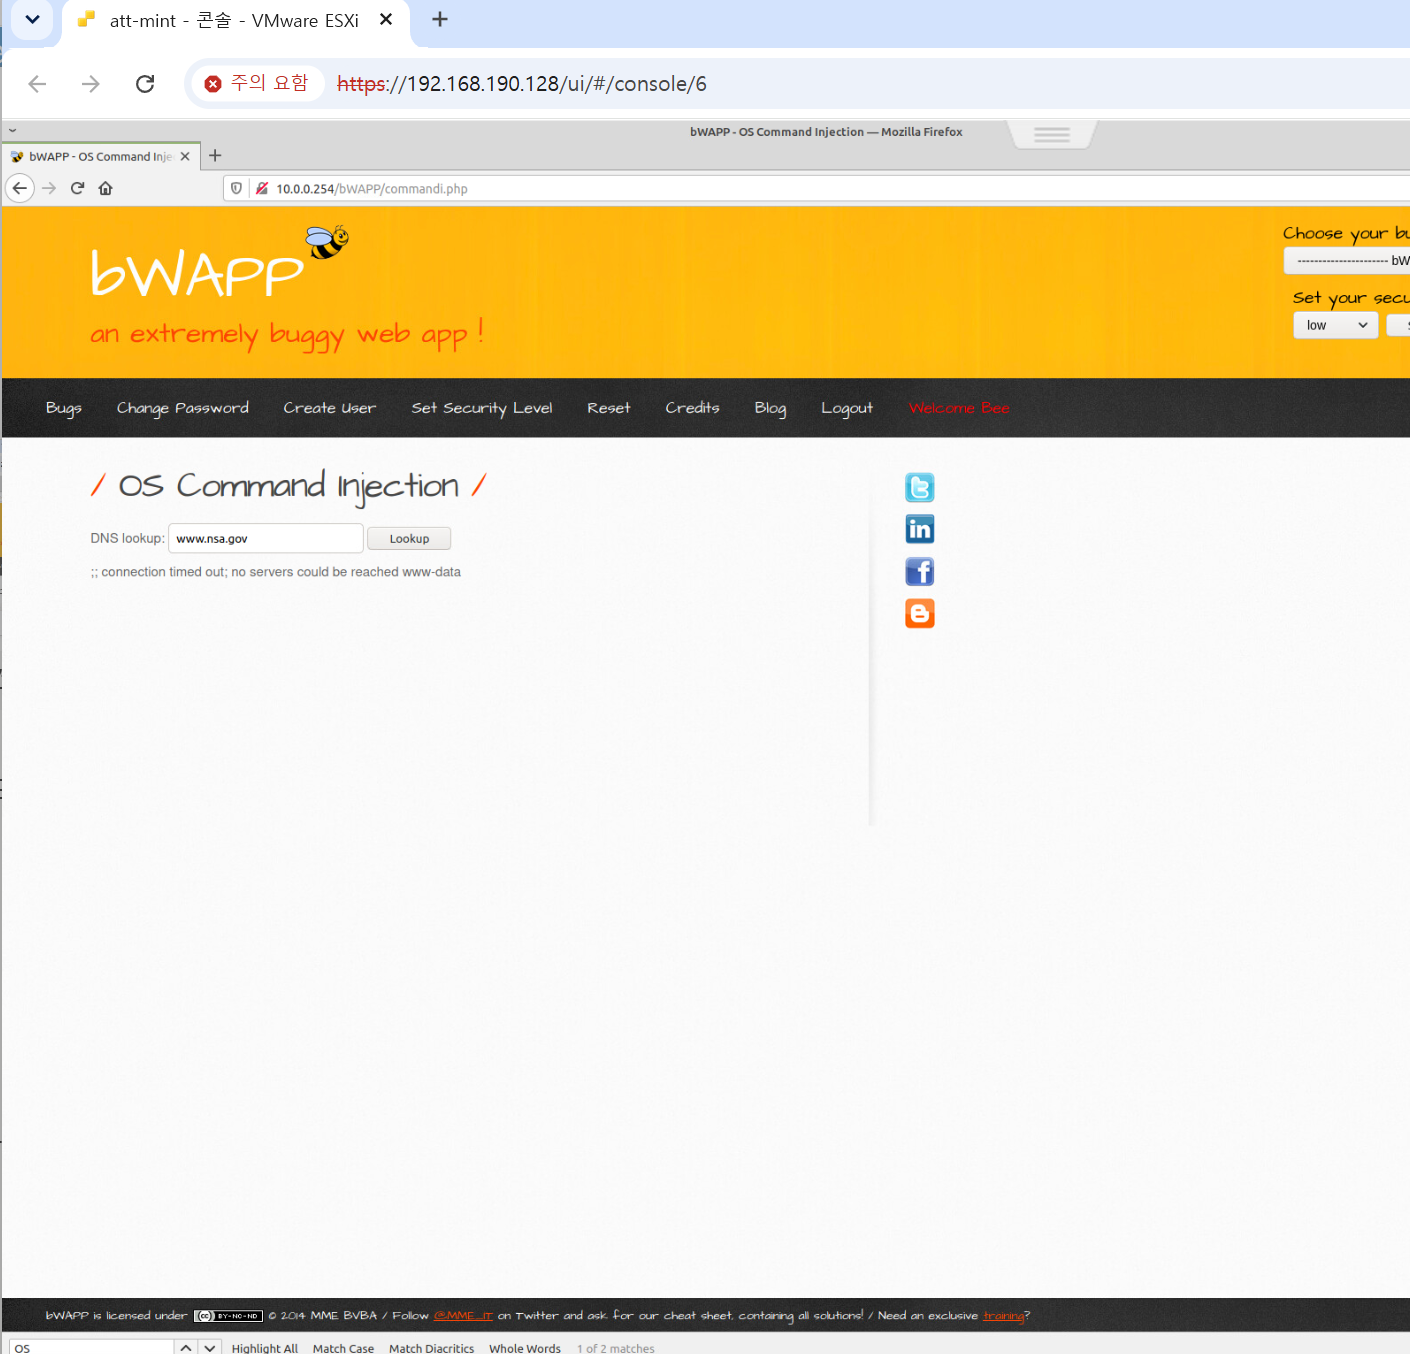 att-mint - 콘솔 - VMware ESXi
주의 요함 https://192.168.190.128/ui/#/console/6
bWAPP - OS Command Injection — Mozilla Firefox
bWAPP - OS Command Inje
10.0.0.254/bWAPP/commandi.php
Choose your bu
bWAPP
---------------------- bW
an extremely buggy web app !
Set your secu
low
Bugs Change Password Create User Set Security Level Reset Credits Blog Logout Welcome Bee
/ OS Command Injection /
DNS lookup: www.nsa.gov Lookup
;; connection timed out; no servers could be reached www-data
bWAPP is licensed under (cc) BY-NC-ND © 2014 MME BVBA / Follow @MME_IT on Twitter and ask for our cheat sheet, containing all solutions! / Need an exclusive training?
OS Highlight All Match Case Match Diacritics Whole Words 1 of 2 matches